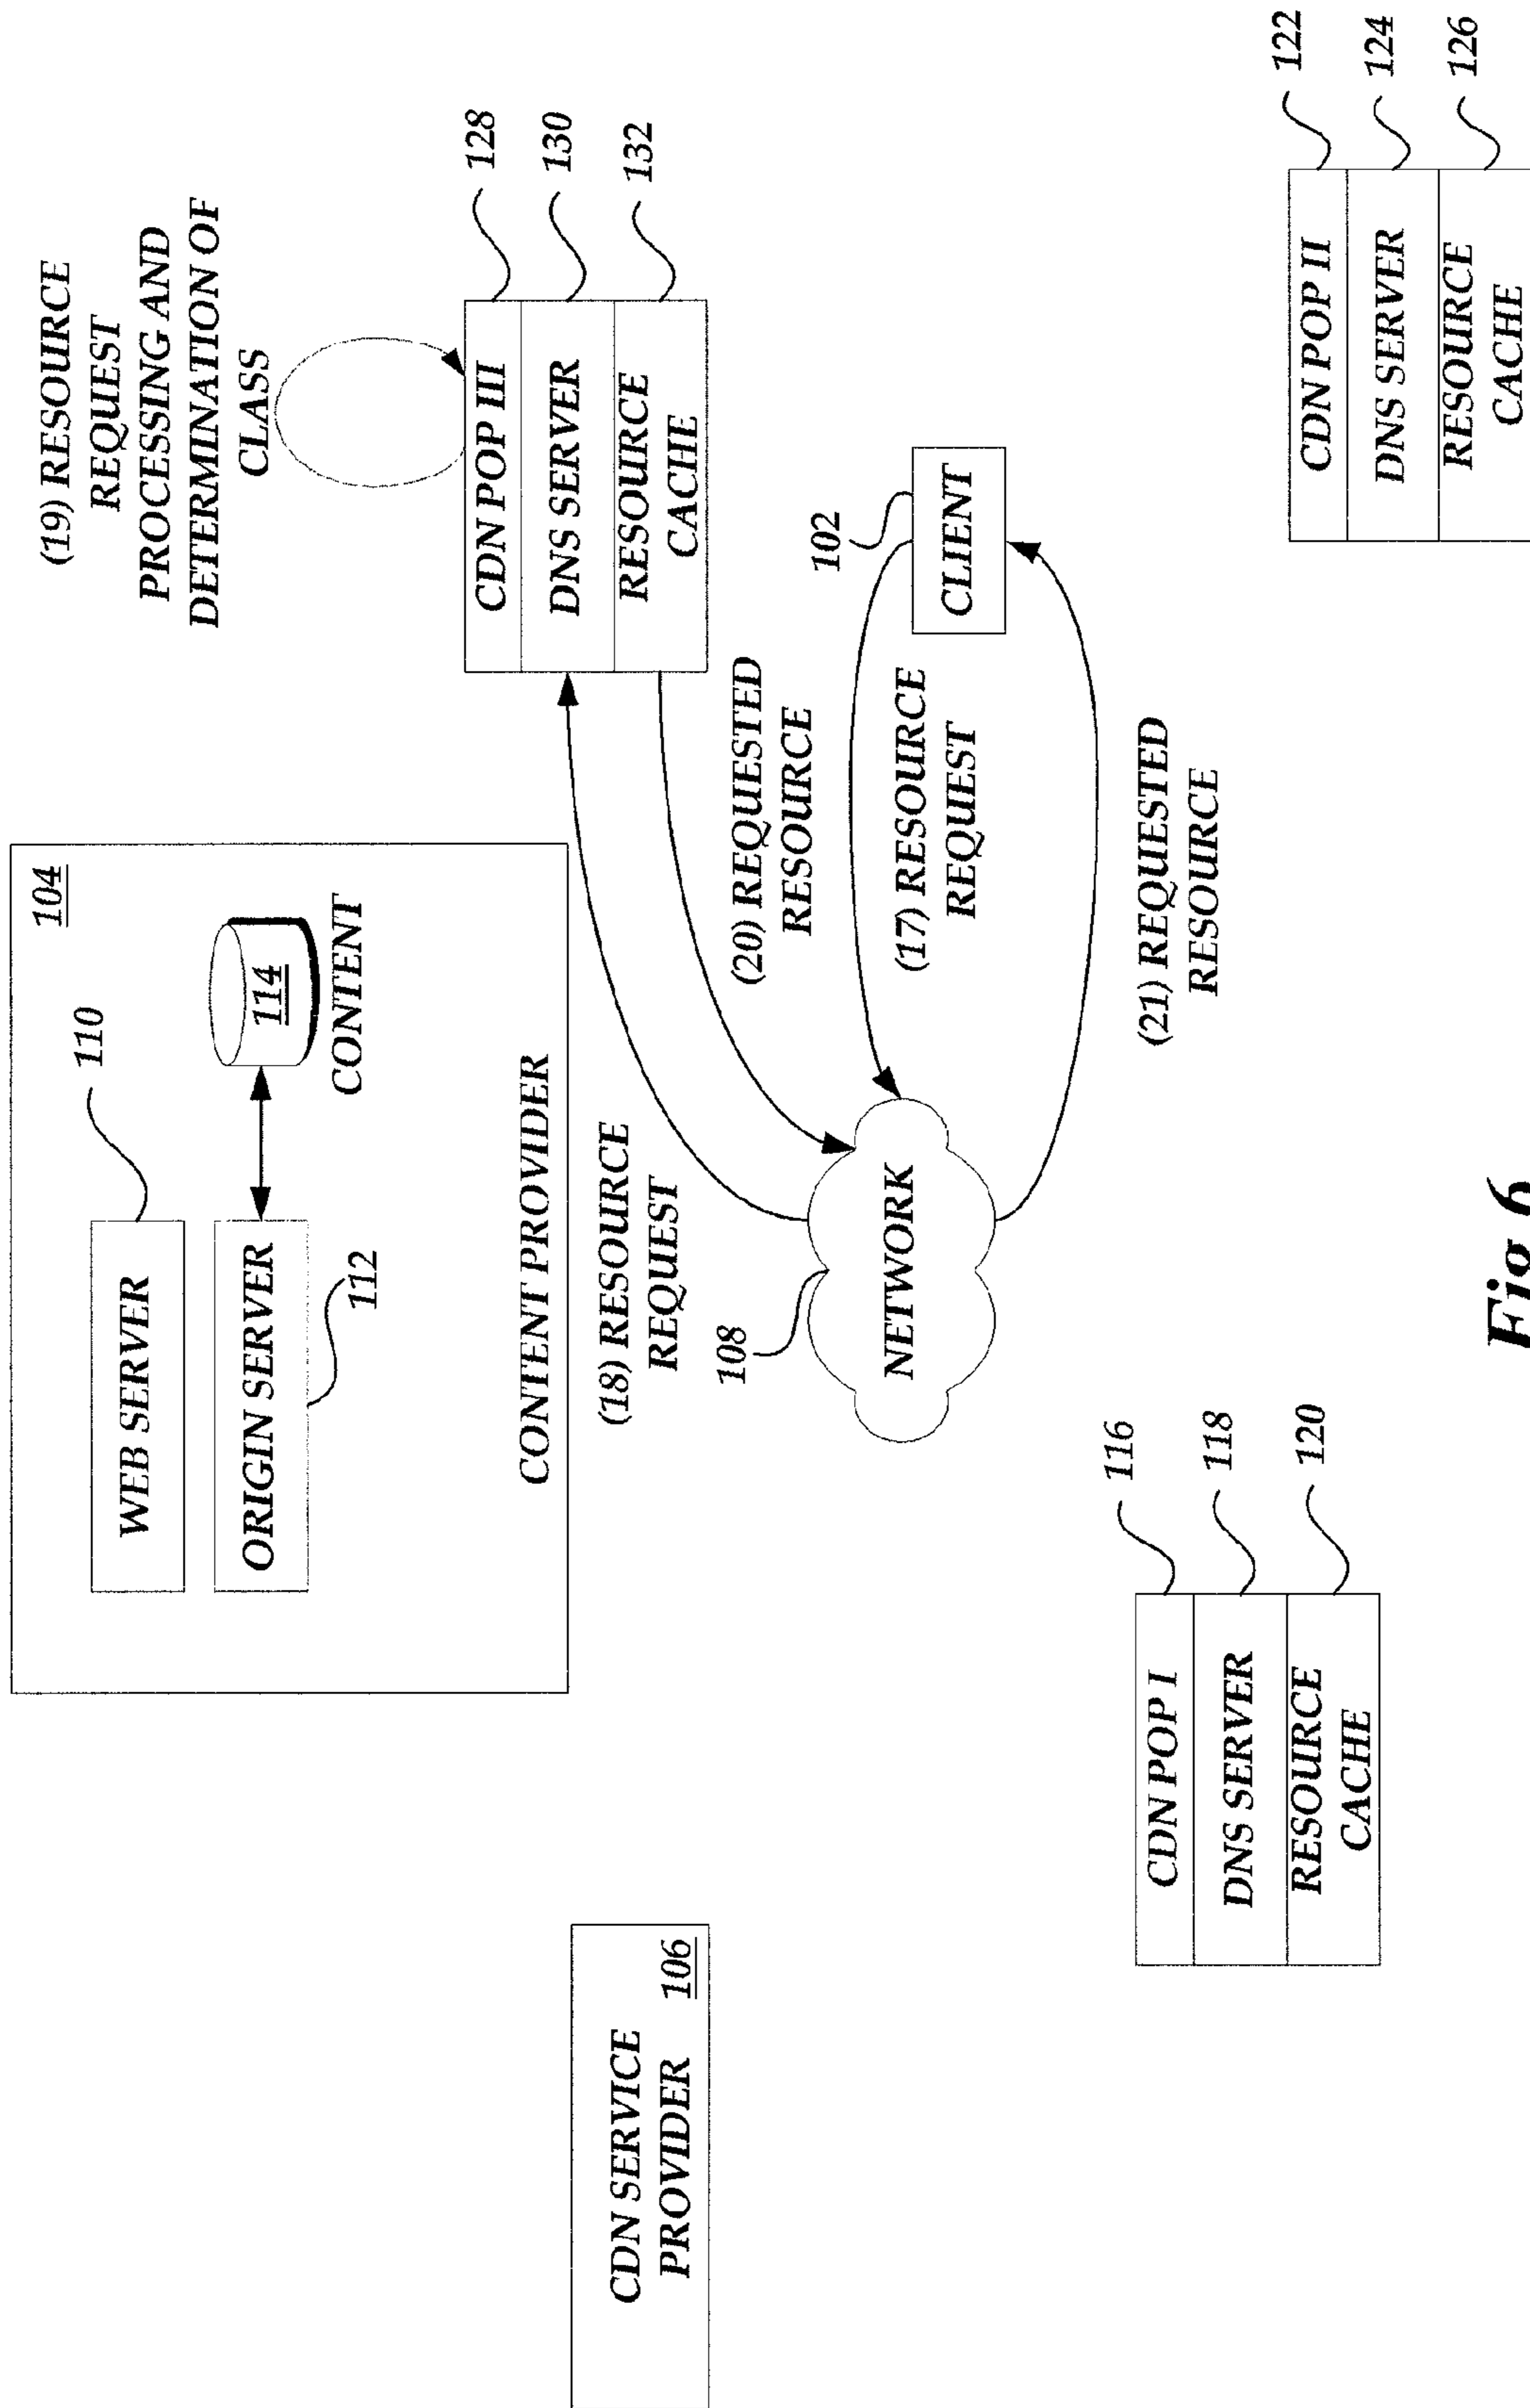 104
110
WEB SERVER
ORIGIN SERVER
112
114
CONTENT
CONTENT PROVIDER
(19) RESOURCE
REQUEST
PROCESSING AND
DETERMINATION OF
CLASS
CDN POP III
DNS SERVER
RESOURCE
CACHE
128
130
132
CDN SERVICE
PROVIDER
106
(18) RESOURCE
REQUEST
(20) REQUESTED
RESOURCE
108
NETWORK
(17) RESOURCE
REQUEST
102
CLIENT
(21) REQUESTED
RESOURCE
CDN POP I
DNS SERVER
RESOURCE
CACHE
116
118
120
CDN POP II
DNS SERVER
RESOURCE
CACHE
122
124
126
Fig. 6